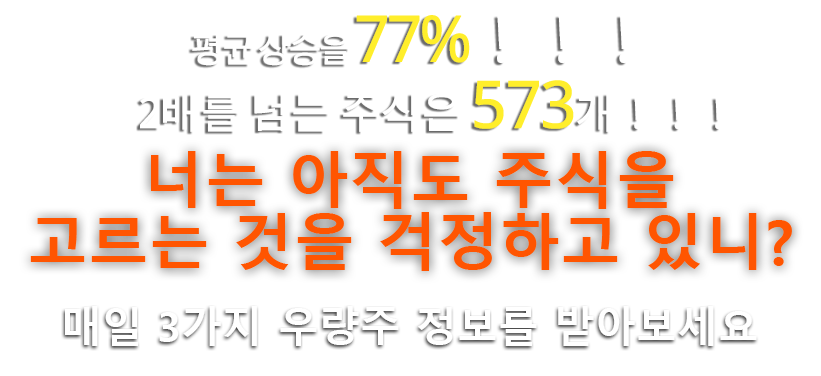 평균 상승율 77% ! ! !
2배를 넘는 주식은 573개 ! ! !
너는 아직도 주식을
고르는 것을 걱정하고 있니?
매일 3가지 우량주 정보를 받아보세요